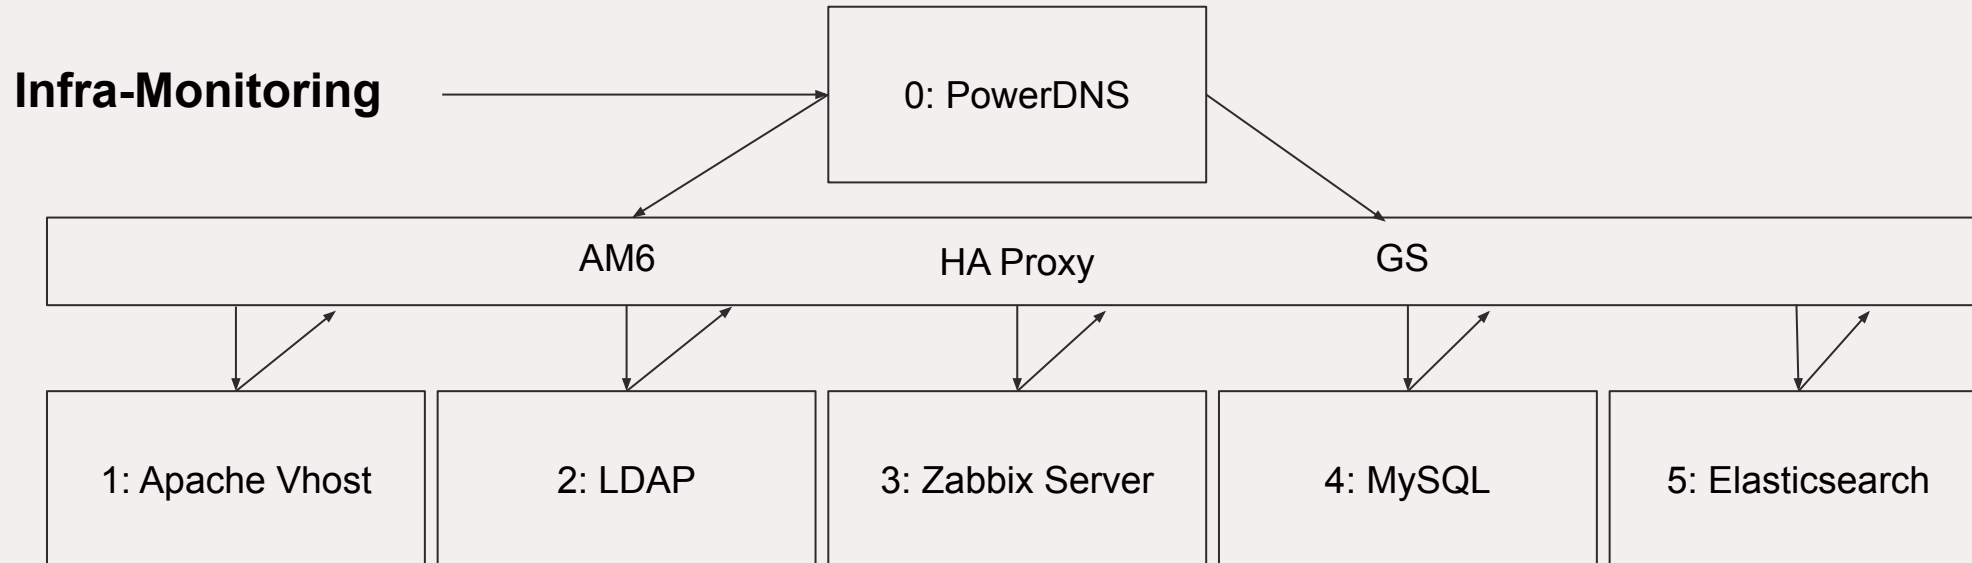 Infra-Monitoring
0: PowerDNS
AM6
HA Proxy
GS
1: Apache Vhost
2: LDAP
3: Zabbix Server
4: MySQL
5: Elasticsearch